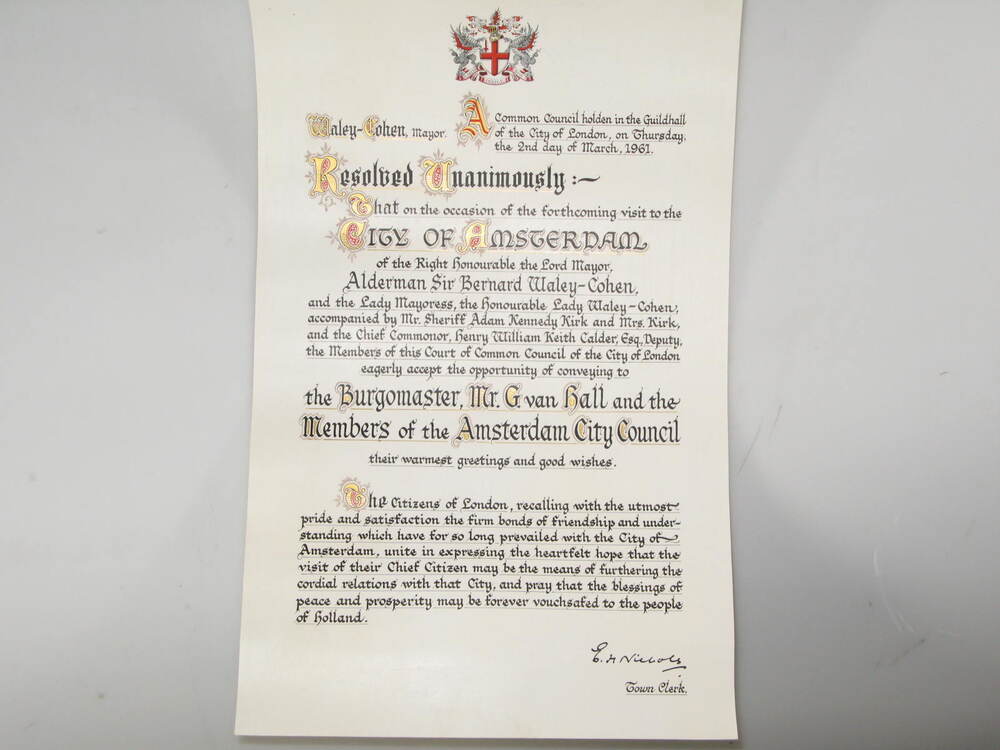 Waley-Cohen, Mayor. A Common Council holden in the Guildhall
of the City of London, on Thursday,
the 2nd day of March, 1961.
Resolved Unanimously :~
That on the occasion of the forthcoming visit to the
City of Amsterdam
of the Right Honourable the Lord Mayor,
Alderman Sir Bernard Waley-Cohen,
and the Lady Mayoress, the Honourable Lady Waley-Cohen,
accompanied by Mr. Sheriff Adam Kennedy Kirk and Mrs. Kirk,
and the Chief Commonor, Henry William Keith Calder, Esq., Deputy,
the Members of this Court of Common Council of the City of London
eagerly accept the opportunity of conveying to
the Burgomaster, Mr. G van Hall and the
Members of the Amsterdam City Council
their warmest greetings and good wishes.
The Citizens of London, recalling with the utmost
pride and satisfaction the firm bonds of friendship and under-
standing which have for so long prevailed with the City of
Amsterdam, unite in expressing the heartfelt hope that the
visit of their Chief Citizen may be the means of furthering the
cordial relations with that City, and pray that the blessings of
peace and prosperity may be forever vouchsafed to the people
of Holland.
E. H. Nichols
Town Clerk.